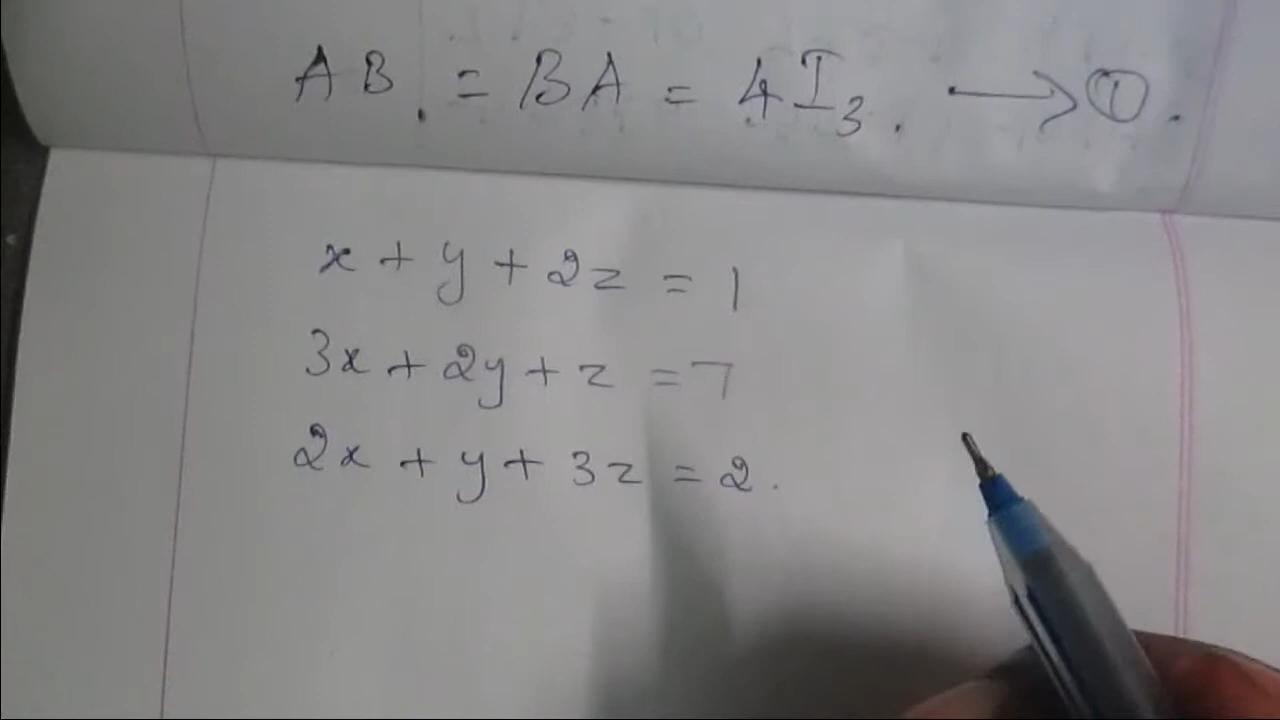 AB = BA = 4I₃. → ①.
x + y + 2z = 1
3x + 2y + z = 7
2x + y + 3z = 2.